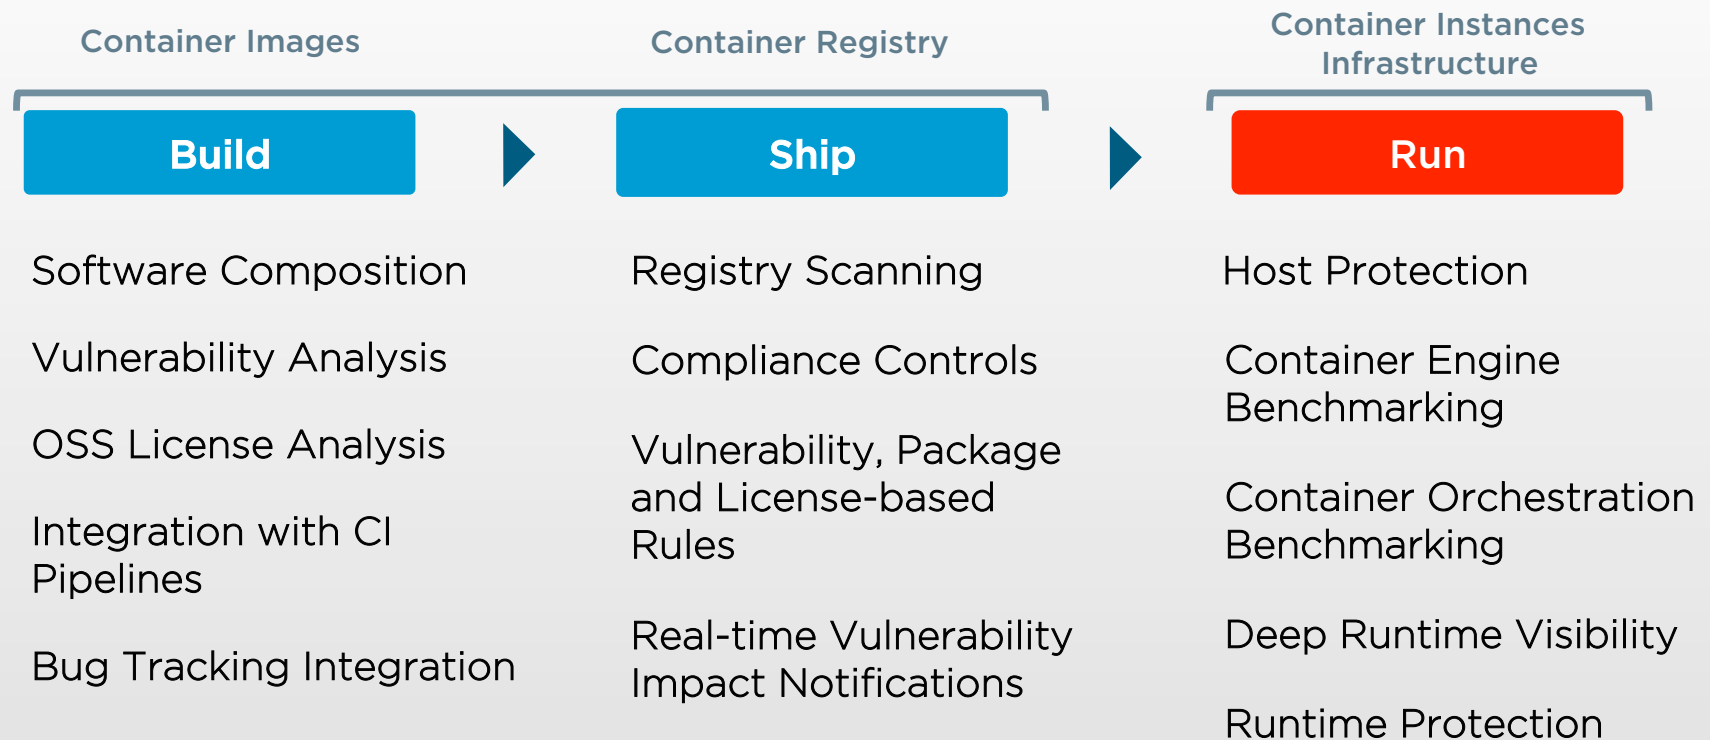 Container Images
Container Registry
Container Instances
Infrastructure
Build
Ship
Run
Software Composition
Vulnerability Analysis
OSS License Analysis
Integration with CI
Pipelines
Bug Tracking Integration
Registry Scanning
Compliance Controls
Vulnerability, Package
and License-based
Rules
Real-time Vulnerability
Impact Notifications
Host Protection
Container Engine
Benchmarking
Container Orchestration
Benchmarking
Deep Runtime Visibility
Runtime Protection